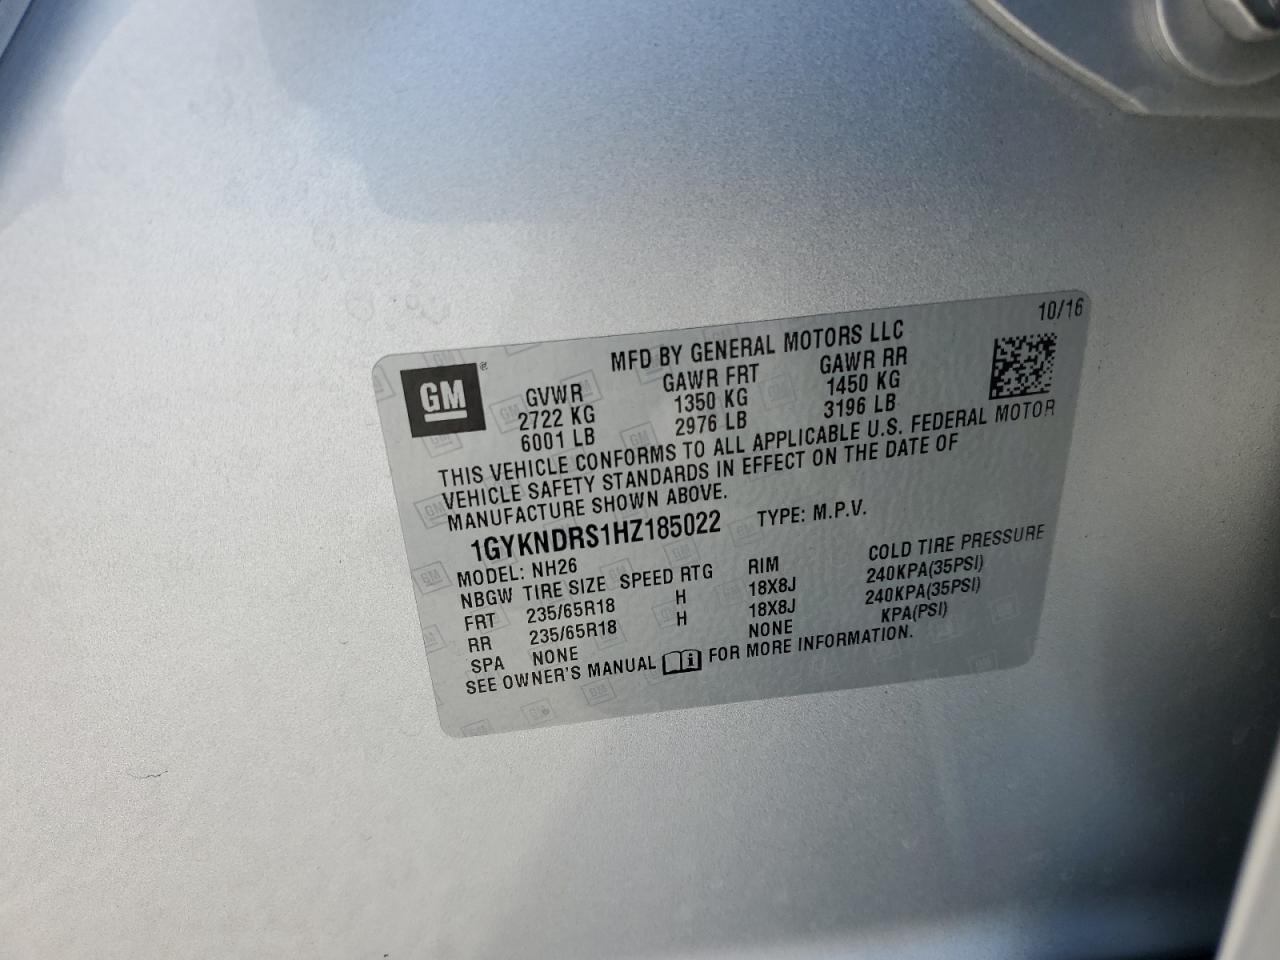 10/16
MFD BY GENERAL MOTORS LLC
GM®
GVWR GAWR FRT GAWR RR
2722 KG 1350 KG 1450 KG
6001 LB 2976 LB 3196 LB
THIS VEHICLE CONFORMS TO ALL APPLICABLE U.S. FEDERAL MOTOR
VEHICLE SAFETY STANDARDS IN EFFECT ON THE DATE OF
MANUFACTURE SHOWN ABOVE.
1GYKNDRS1HZ185022 TYPE: M.P.V.
MODEL: NH26
NBGW TIRE SIZE SPEED RTG RIM COLD TIRE PRESSURE
FRT 235/65R18 H 18X8J 240KPA(35PSI)
RR 235/65R18 H 18X8J 240KPA(35PSI)
SPA NONE NONE KPA(PSI)
SEE OWNER'S MANUAL FOR MORE INFORMATION.